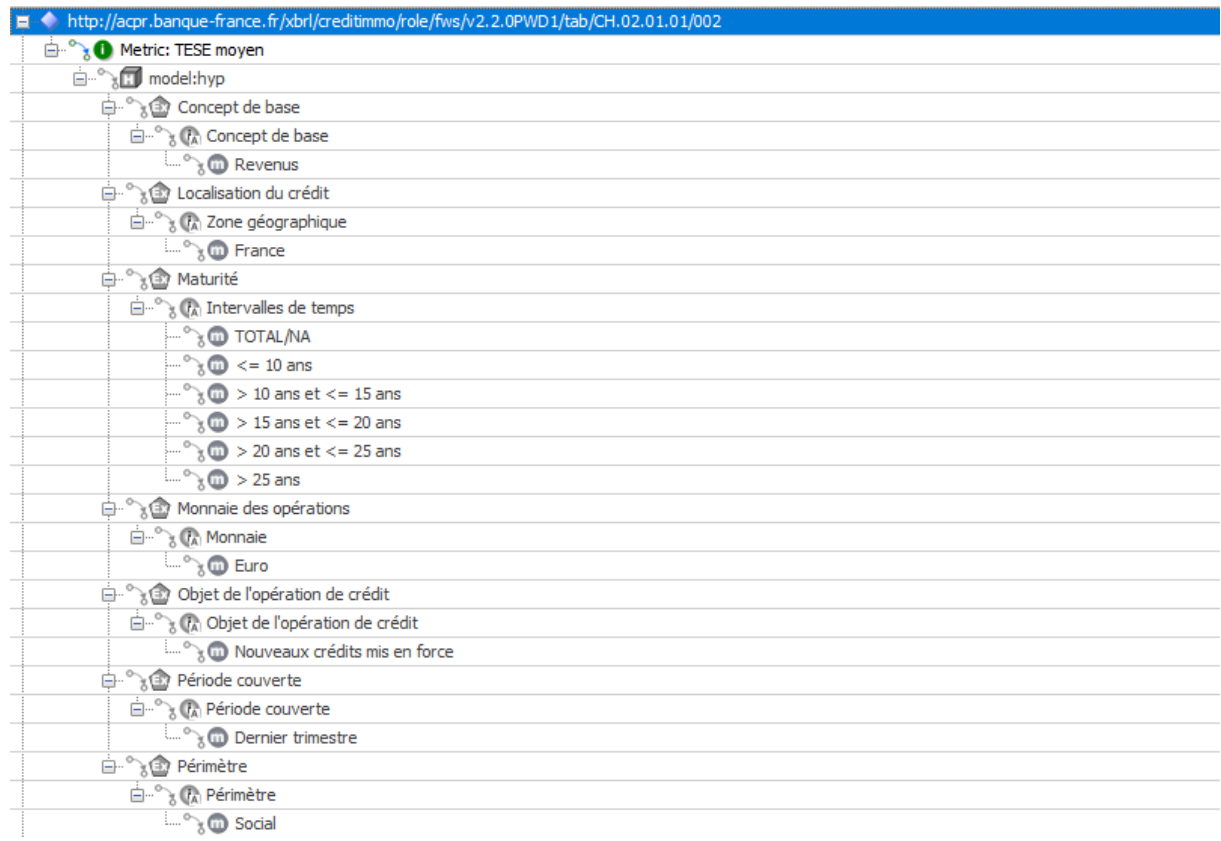 http://acpr.banque-france.fr/xbrl/creditimmo/role/fws/v2.2.0PWD1/tab/CH.02.01.01/002
Metric: TESE moyen
model:hyp
Concept de base
Concept de base
Revenus
Localisation du crédit
Zone géographique
France
Maturité
Intervalles de temps
TOTAL/NA
<= 10 ans
> 10 ans et <= 15 ans
> 15 ans et <= 20 ans
> 20 ans et <= 25 ans
> 25 ans
Monnaie des opérations
Monnaie
Euro
Objet de l'opération de crédit
Objet de l'opération de crédit
Nouveaux crédits mis en force
Période couverte
Période couverte
Dernier trimestre
Périmètre
Périmètre
Social